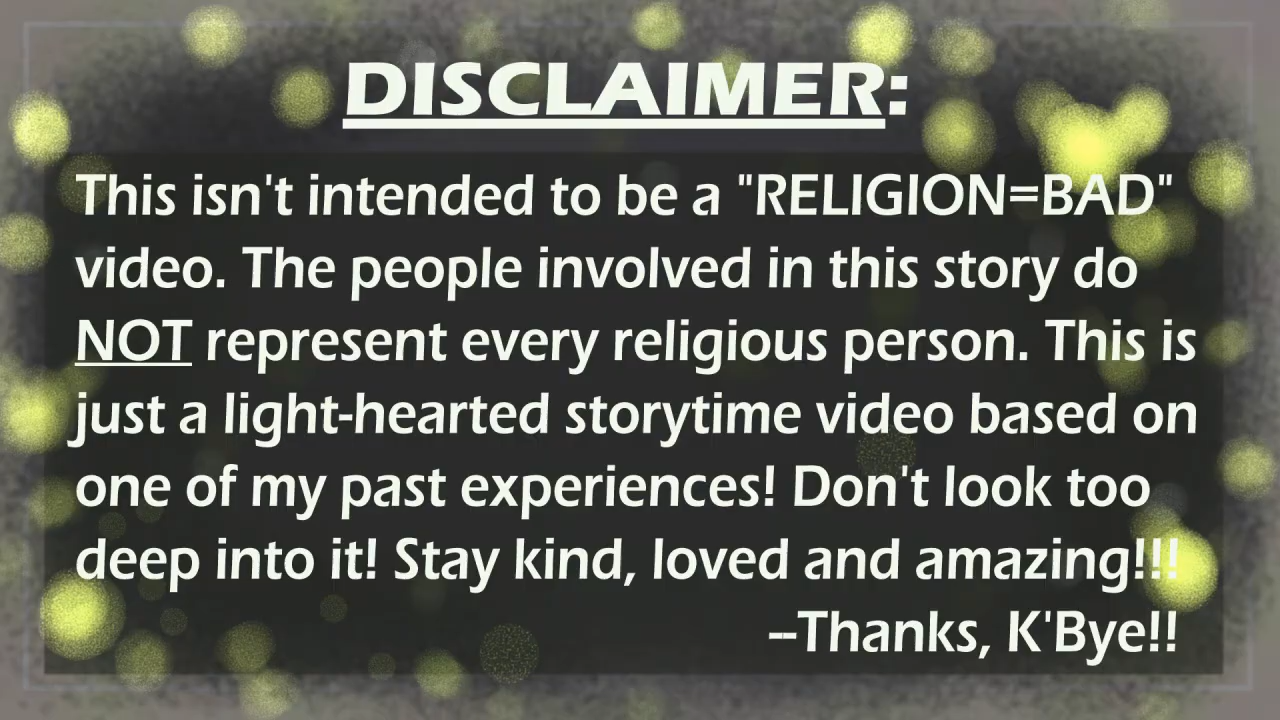 DISCLAIMER:
This isn't intended to be a "RELIGION=BAD"
video. The people involved in this story do
NOT represent every religious person. This is
just a light-hearted storytime video based on
one of my past experiences! Don't look too
deep into it! Stay kind, loved and amazing!!!
--Thanks, K'Bye!!